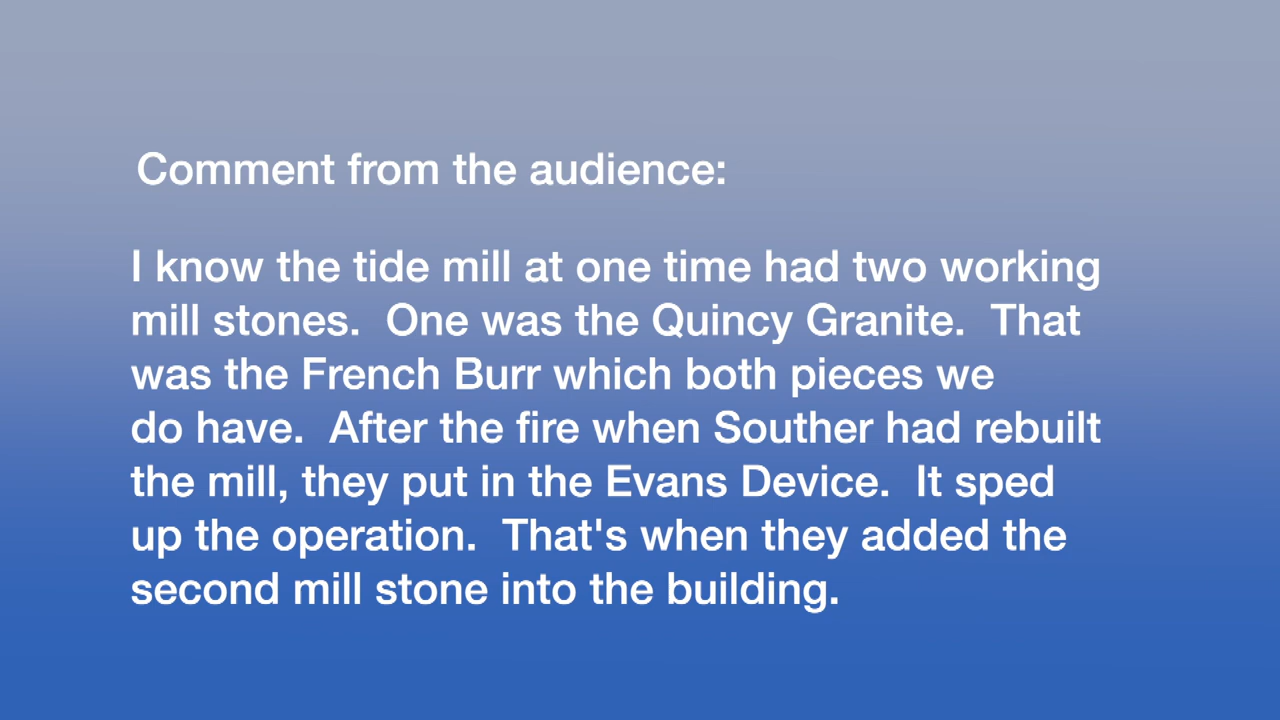 Comment from the audience:
I know the tide mill at one time had two working
mill stones.  One was the Quincy Granite.  That
was the French Burr which both pieces we
do have.  After the fire when Souther had rebuilt
the mill, they put in the Evans Device.  It sped
up the operation.  That's when they added the
second mill stone into the building.